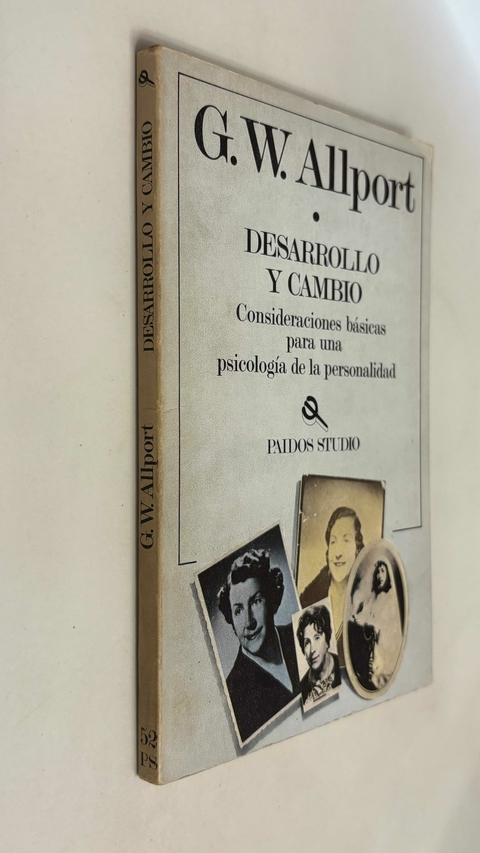 G.W. Allport
DESARROLLO
Y CAMBIO
Consideraciones básicas
para una
psicología de la personalidad
PAIDOS STUDIO
G.W. Allport DESARROLLO Y CAMBIO
52
PS